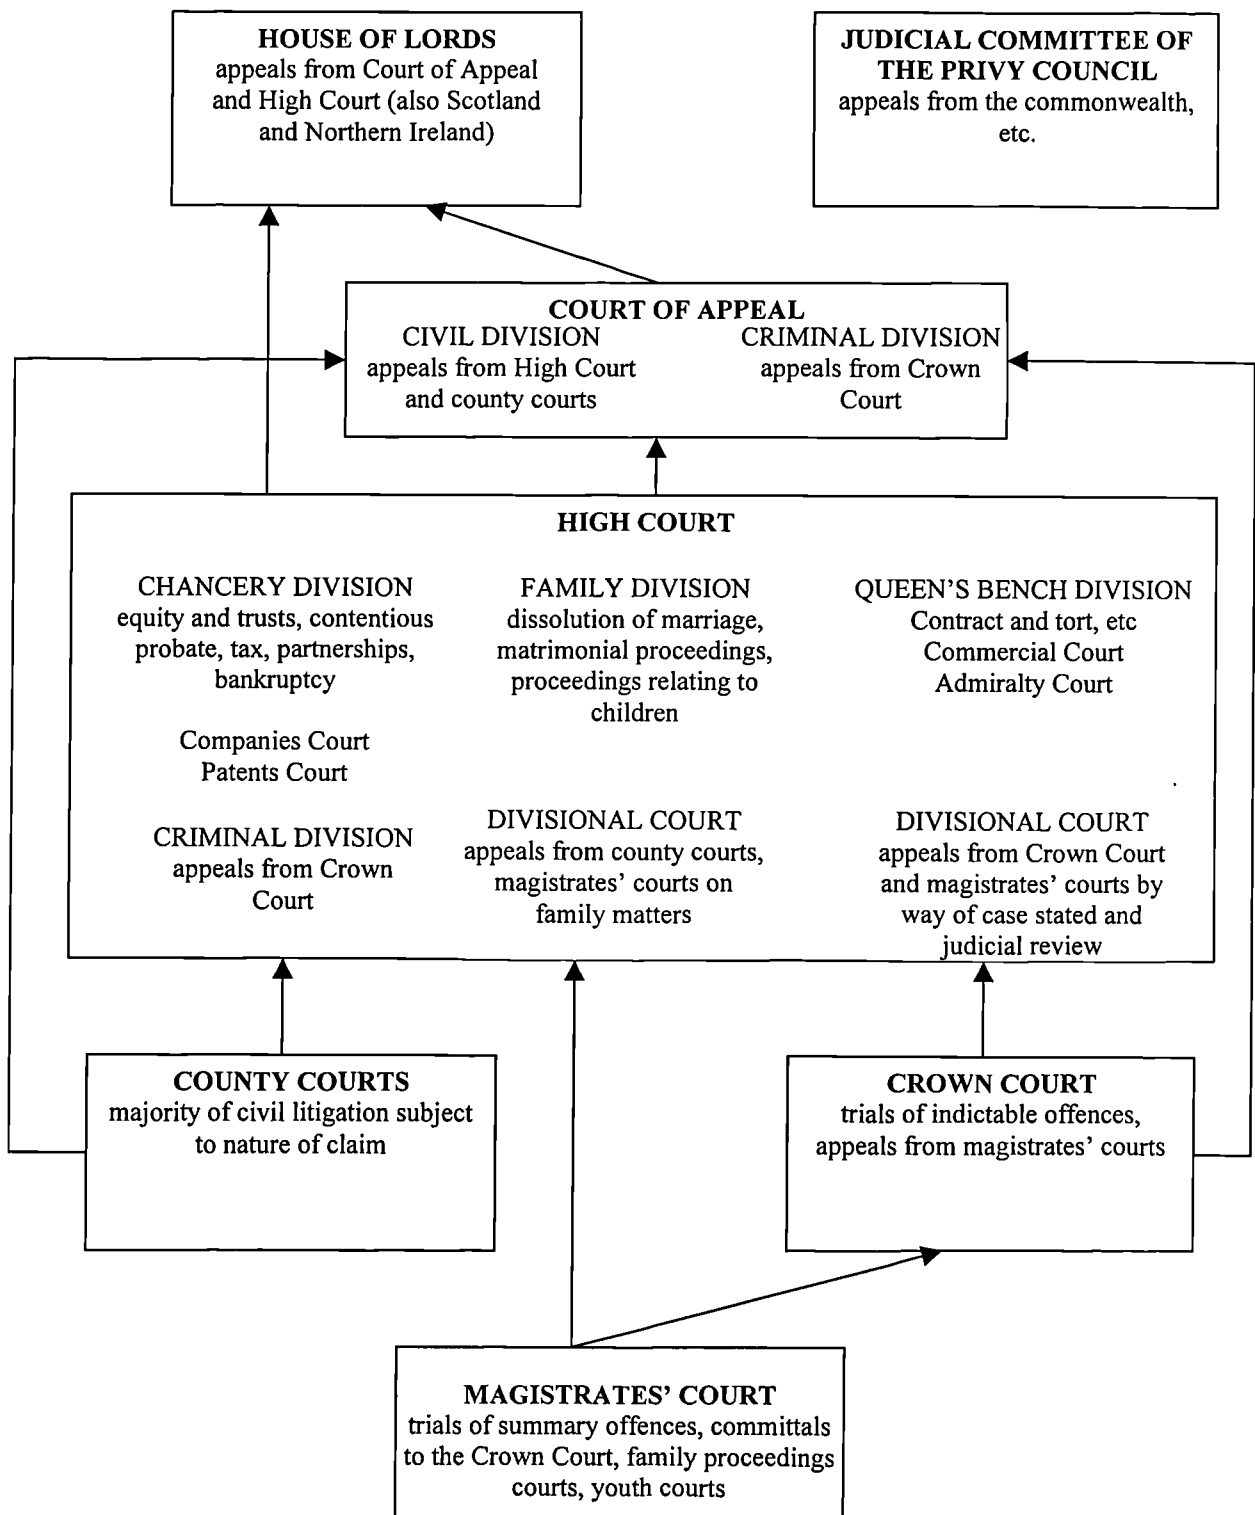 HOUSE OF LORDS
appeals from Court of Appeal
and High Court (also Scotland
and Northern Ireland)
JUDICIAL COMMITTEE OF
THE PRIVY COUNCIL
appeals from the commonwealth,
etc.
COURT OF APPEAL
CIVIL DIVISION
appeals from High Court
and county courts
CRIMINAL DIVISION
appeals from Crown
Court
HIGH COURT
CHANCERY DIVISION
equity and trusts, contentious
probate, tax, partnerships,
bankruptcy
Companies Court
Patents Court
CRIMINAL DIVISION
appeals from Crown
Court
FAMILY DIVISION
dissolution of marriage,
matrimonial proceedings,
proceedings relating to
children
DIVISIONAL COURT
appeals from county courts,
magistrates’ courts on
family matters
QUEEN’S BENCH DIVISION
Contract and tort, etc
Commercial Court
Admiralty Court
DIVISIONAL COURT
appeals from Crown Court
and magistrates’ courts by
way of case stated and
judicial review
COUNTY COURTS
majority of civil litigation subject
to nature of claim
CROWN COURT
trials of indictable offences,
appeals from magistrates’ courts
MAGISTRATES’ COURT
trials of summary offences, committals
to the Crown Court, family proceedings
courts, youth courts